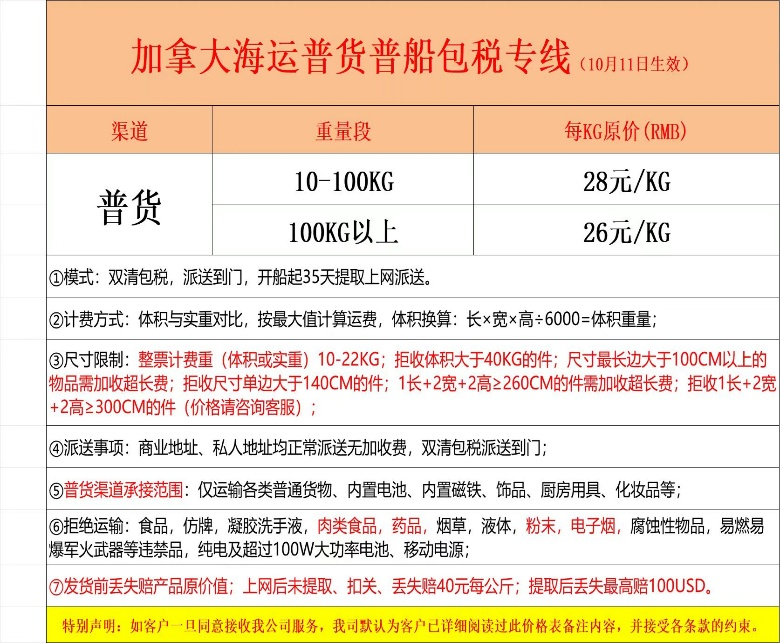 加拿大海运普货普船包税专线（10月11日生效）
渠道 重量段 每KG原价(RMB)
普货
10-100KG 28元/KG
100KG以上 26元/KG
①模式：双清包税，派送到门，开船起35天提取上网派送。
②计费方式：体积与实重对比，按最大值计算运费，体积换算：长×宽×高÷6000=体积重量；
③尺寸限制：整票计费重（体积或实重）10-22KG；拒收体积大于40KG的件；尺寸最长边大于100CM以上的
物品需加收超长费；拒收尺寸单边大于140CM的件；1长+2宽+2高≥260CM的件需加收超长费；拒收1长+2宽
+2高≥300CM的件（价格请咨询客服）；
④派送事项：商业地址、私人地址均正常派送无加收费，双清包税派送到门；
⑤普货渠道承接范围：仅运输各类普通货物、内置电池、内置磁铁、饰品、厨房用具、化妆品等；
⑥拒绝运输：食品，仿牌，凝胶洗手液，肉类食品，药品，烟草，液体，粉末，电子烟，腐蚀性物品，易燃易
爆军火武器等违禁品，纯电及超过100W大功率电池、移动电源；
⑦发货前丢失赔产品原价值；上网后未提取、扣关、丢失赔40元每公斤；提取后丢失最高赔100USD。
特别声明：如客户一旦同意接收我公司服务，我司默认为客户已详细阅读过此价格表备注内容，并接受各条款的约束。